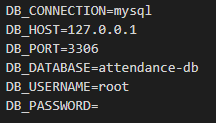 DB_CONNECTION=mysql
DB_HOST=127.0.0.1
DB_PORT=3306
DB_DATABASE=attendance-db
DB_USERNAME=root
DB_PASSWORD=